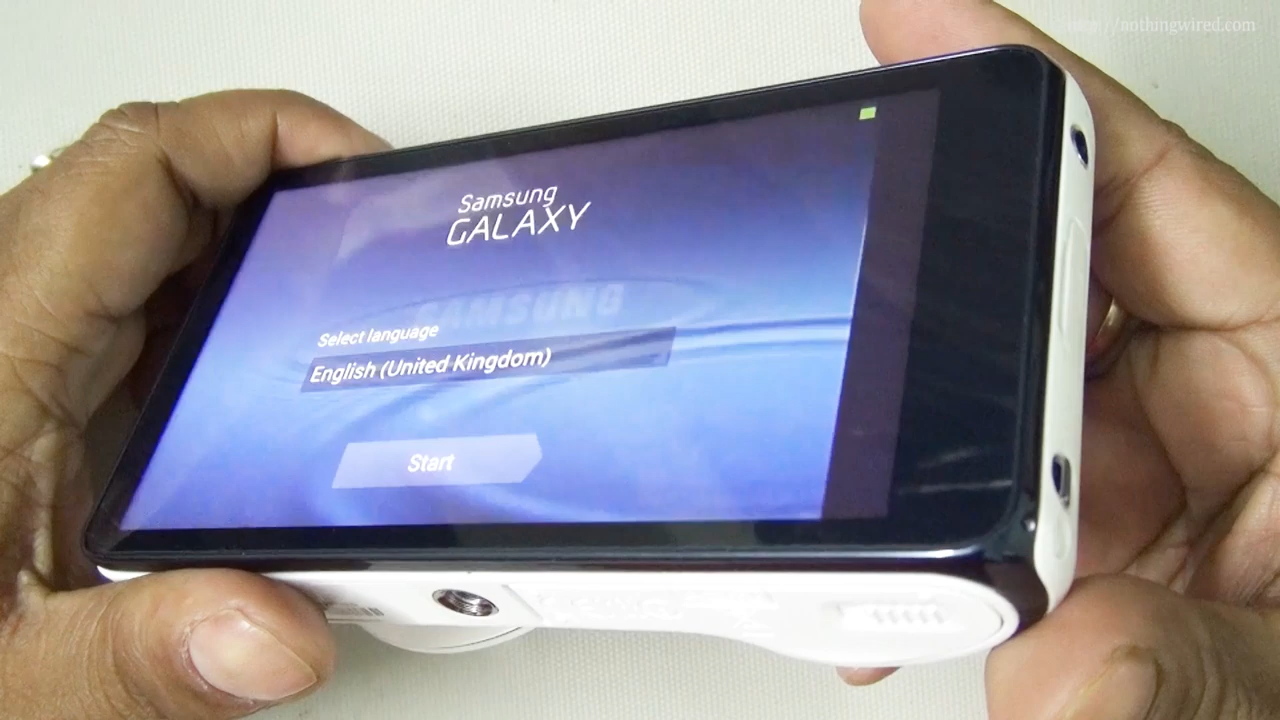 http://nothingwired.com
Samsung
GALAXY
SAMSUNG
Select language
English (United Kingdom)
Start